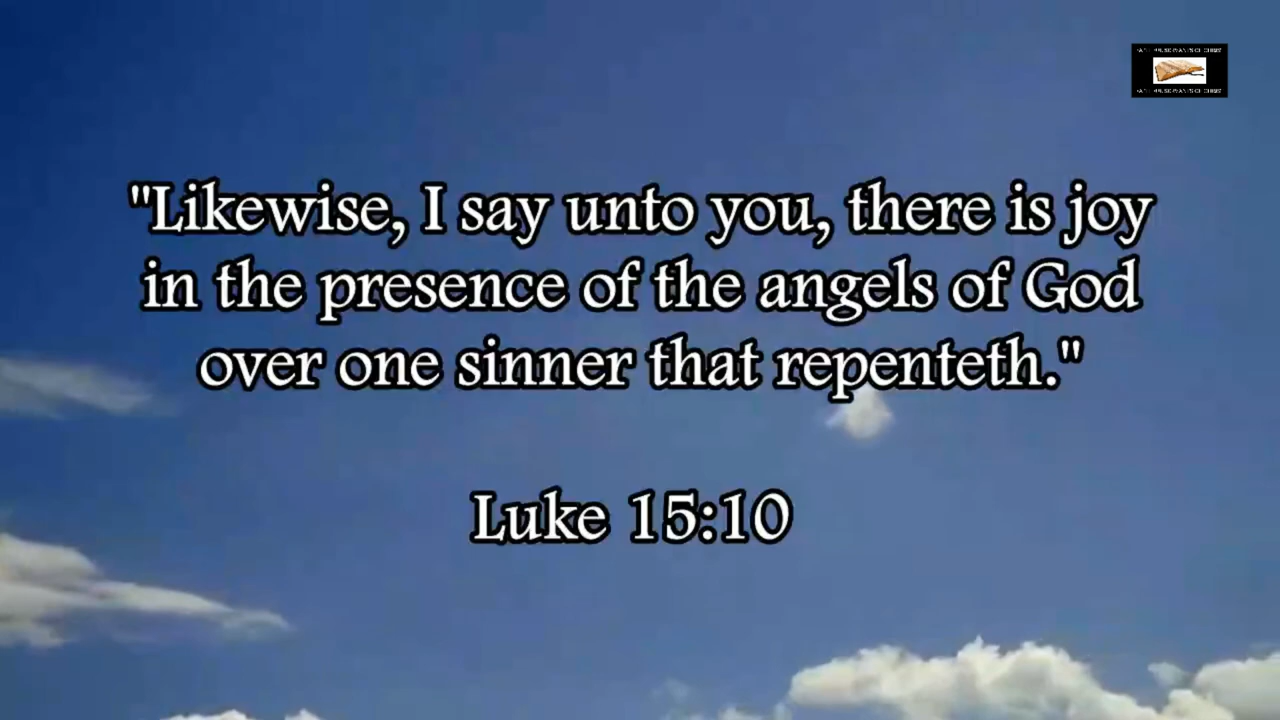 "Likewise, I say unto you, there is joy
in the presence of the angels of God
over one sinner that repenteth."
Luke 15:10